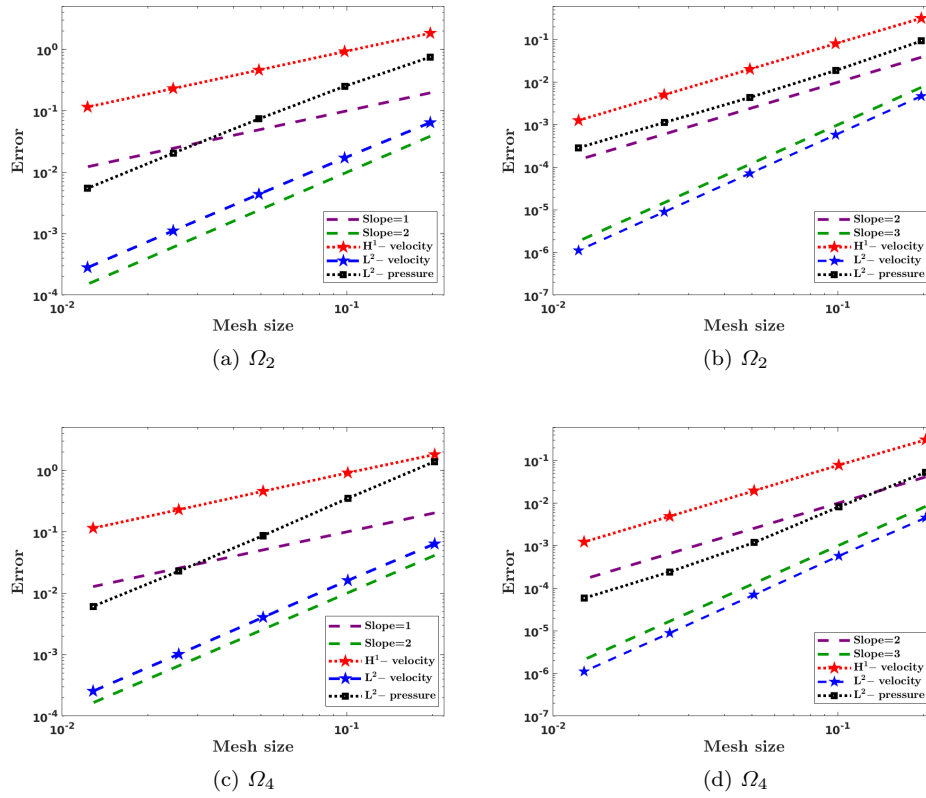 Error
10^0
10^-1
10^-2
10^-3
10^-4
10^-2
10^-1
Mesh size
Slope=1
Slope=2
H^1− velocity
L^2− velocity
L^2− pressure
(a) Ω_2
Error
10^-1
10^-2
10^-3
10^-4
10^-5
10^-6
10^-7
10^-2
10^-1
Mesh size
Slope=2
Slope=3
H^1− velocity
L^2− velocity
L^2− pressure
(b) Ω_2
Error
10^0
10^-1
10^-2
10^-3
10^-4
10^-2
10^-1
Mesh size
Slope=1
Slope=2
H^1− velocity
L^2− velocity
L^2− pressure
(c) Ω_4
Error
10^-1
10^-2
10^-3
10^-4
10^-5
10^-6
10^-7
10^-2
10^-1
Mesh size
Slope=2
Slope=3
H^1− velocity
L^2− velocity
L^2− pressure
(d) Ω_4